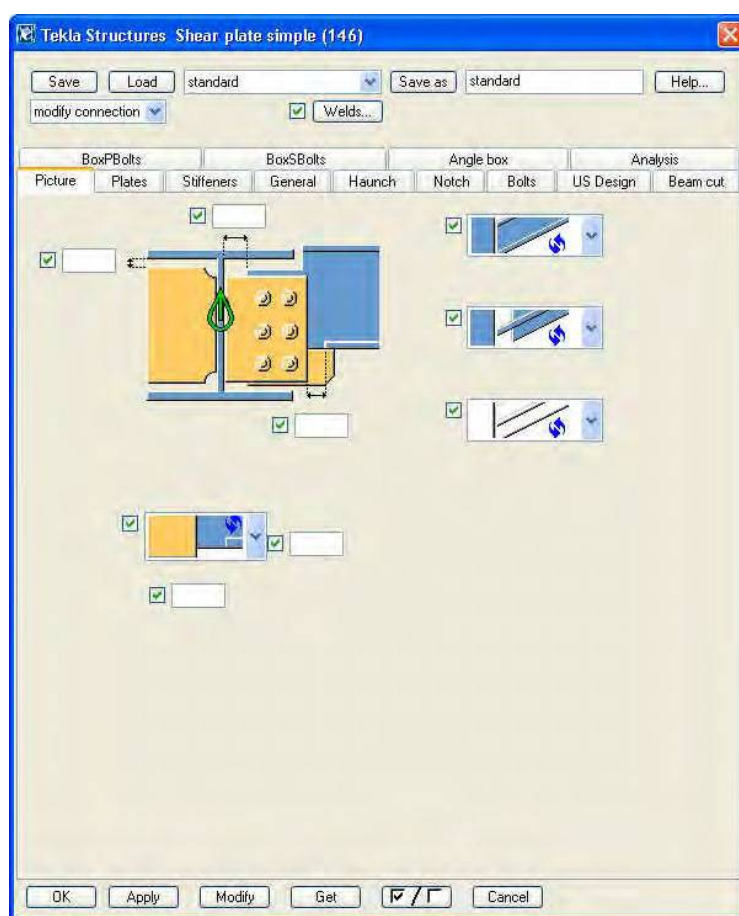 Tekla Structures Shear plate simple (146)
Save Load standard Save as standard Help...
modify connection Welds...
BoxPBolts BoxSBolts Angle box Analysis
Picture Plates Stiffeners General Haunch Notch Bolts US Design Beam cut
OK Apply Modify Get / Cancel